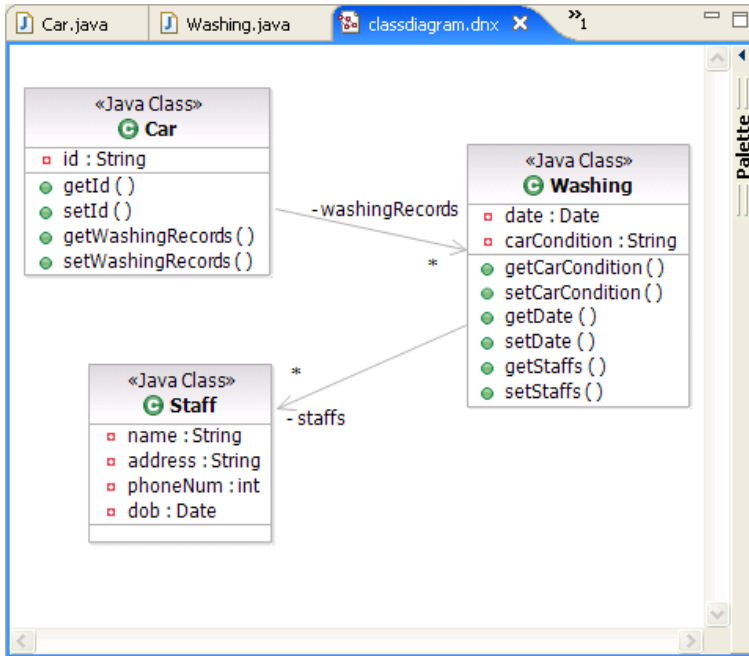 Car.java
Washing.java
classdiagram.dnx
»1
Palette
«Java Class»
C Car
id : String
getId ( )
setId ( )
getWashingRecords ( )
setWashingRecords ( )
-washingRecords
*
«Java Class»
C Washing
date : Date
carCondition : String
getCarCondition ( )
setCarCondition ( )
getDate ( )
setDate ( )
getStaffs ( )
setStaffs ( )
*
- staffs
«Java Class»
C Staff
name : String
address : String
phoneNum : int
dob : Date